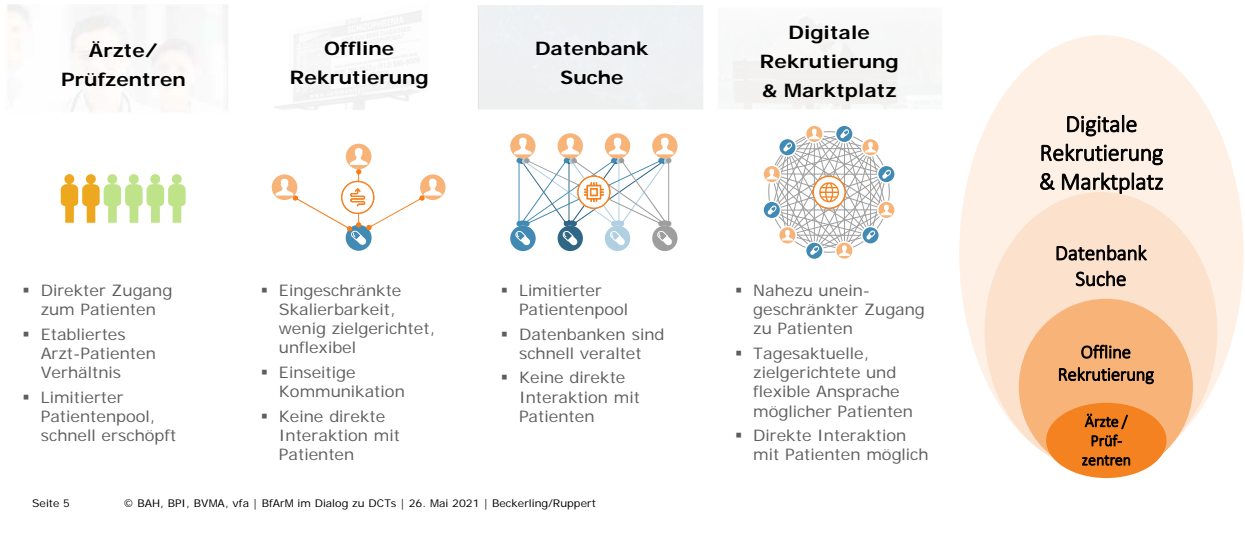 Ärzte/
Prüfzentren
Offline
Rekrutierung
Datenbank
Suche
Digitale
Rekrutierung
& Marktplatz
▪ Direkter Zugang
zum Patienten
▪ Etabliertes
Arzt-Patienten
Verhältnis
▪ Limitierter
Patientenpool,
schnell erschöpft
▪ Eingeschränkte
Skalierbarkeit,
wenig zielgerichtet,
unflexibel
▪ Einseitige
Kommunikation
▪ Keine direkte
Interaktion mit
Patienten
▪ Limitierter
Patientenpool
▪ Datenbanken sind
schnell veraltet
▪ Keine direkte
Interaktion mit
Patienten
▪ Nahezu unein-
geschränkter Zugang
zu Patienten
▪ Tagesaktuelle,
zielgerichtete und
flexible Ansprache
möglicher Patienten
▪ Direkte Interaktion
mit Patienten möglich
Digitale
Rekrutierung
& Marktplatz
Datenbank
Suche
Offline
Rekrutierung
Ärzte /
Prüf-
zentren
Seite 5 © BAH, BPI, BVMA, vfa | BfArM im Dialog zu DCTs | 26. Mai 2021 | Beckerling/Ruppert